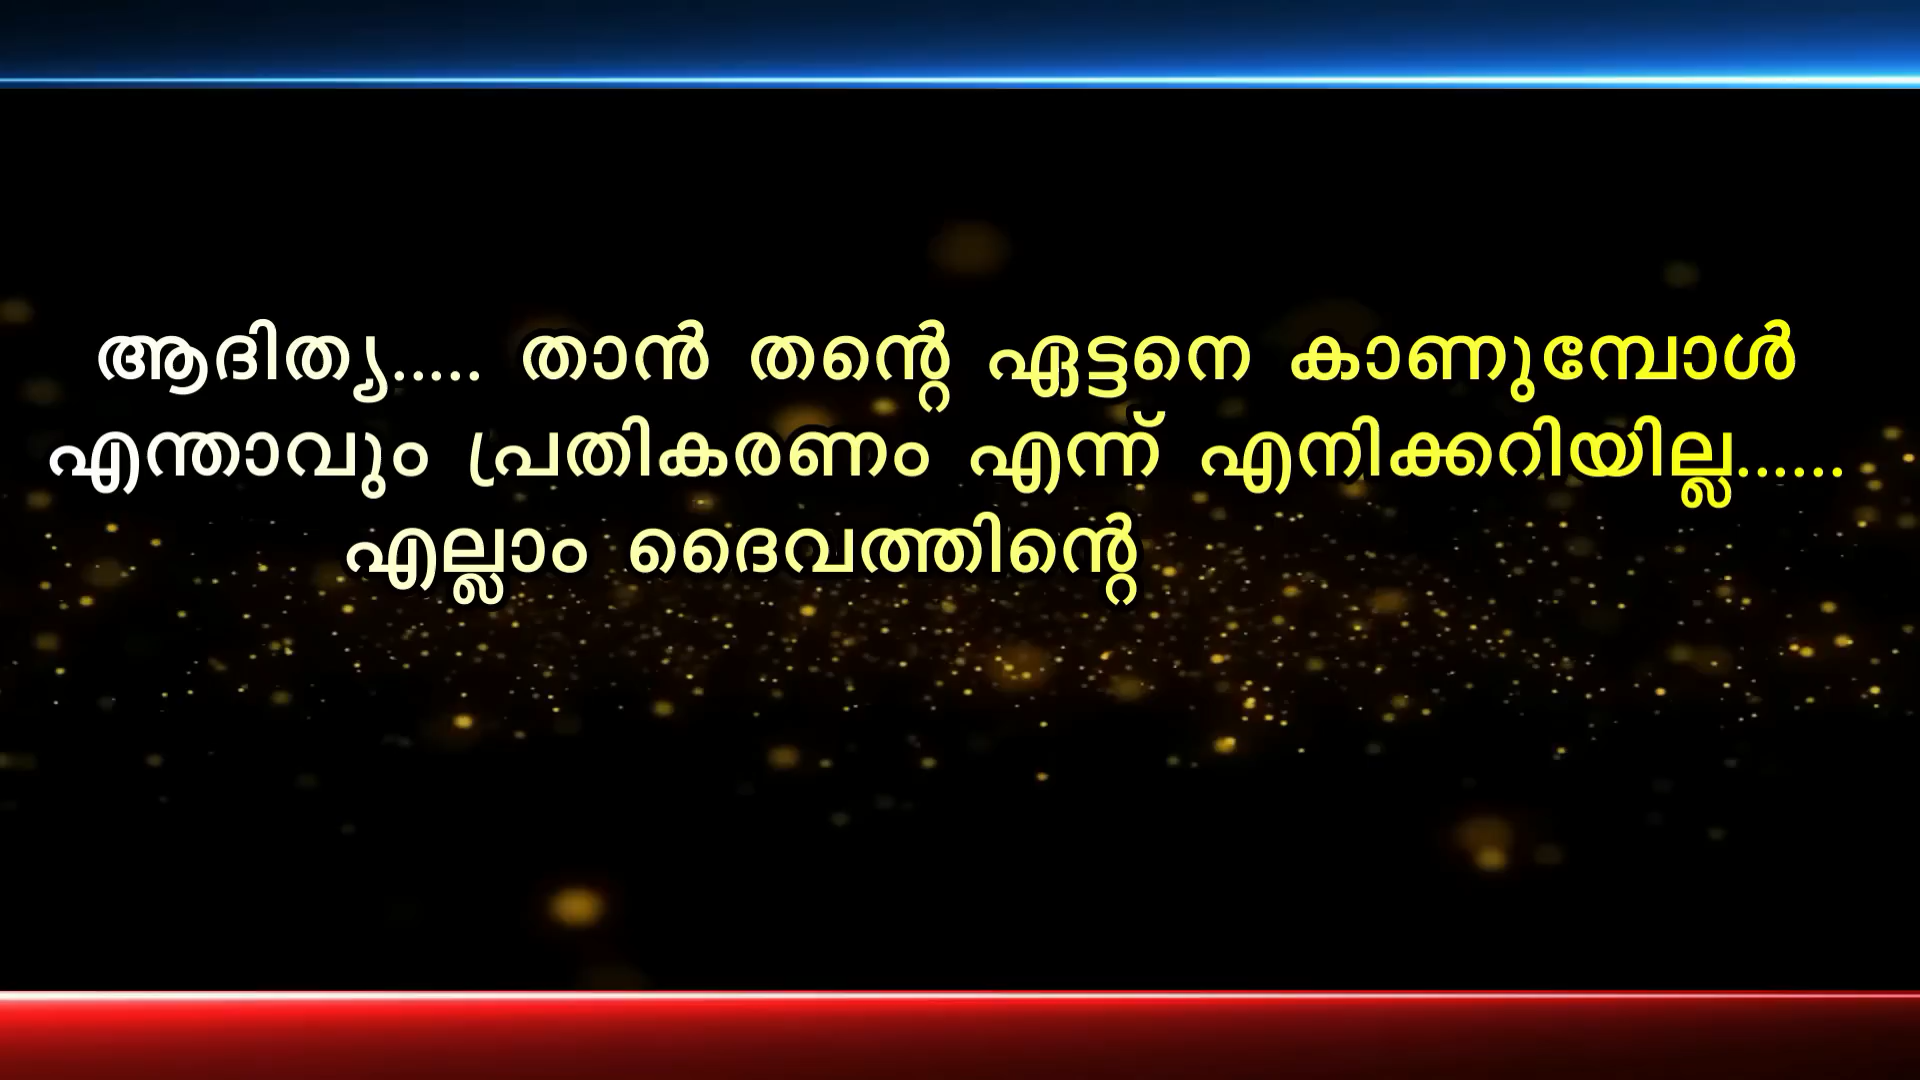 ആദിത്യ..... താൻ തന്റെ ഏട്ടനെ കാണുമ്പോൾ
എന്താവും പ്രതികരണം എന്ന് എനിക്കറിയില്ല......
എല്ലാം ദൈവത്തിന്റെ